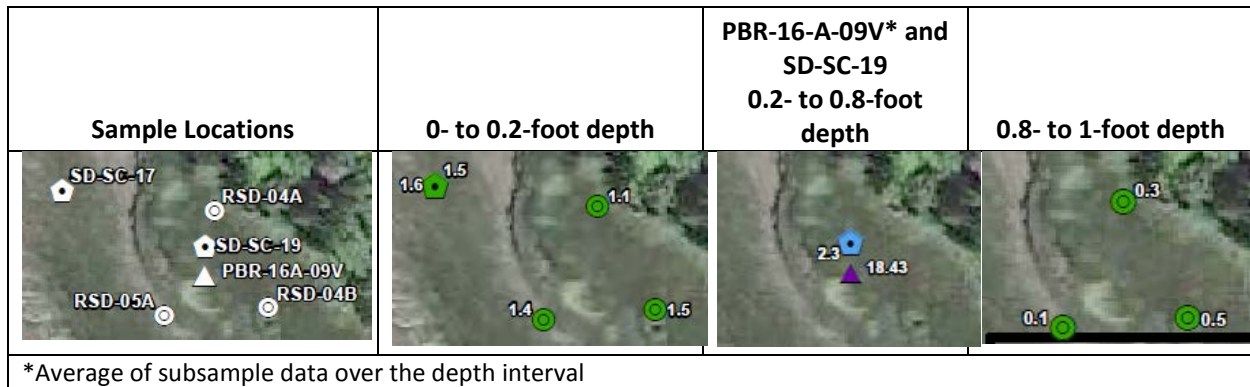 Sample Locations
0- to 0.2-foot depth
PBR-16-A-09V* and
SD-SC-19
0.2- to 0.8-foot
depth
0.8- to 1-foot depth
SD-SC-17
RSD-04A
SD-SC-19
PBR-16A-09V
RSD-05A
RSD-04B
1.6
1.5
1.1
1.4
1.5
2.3
18.43
0.3
0.1
0.5
*Average of subsample data over the depth interval